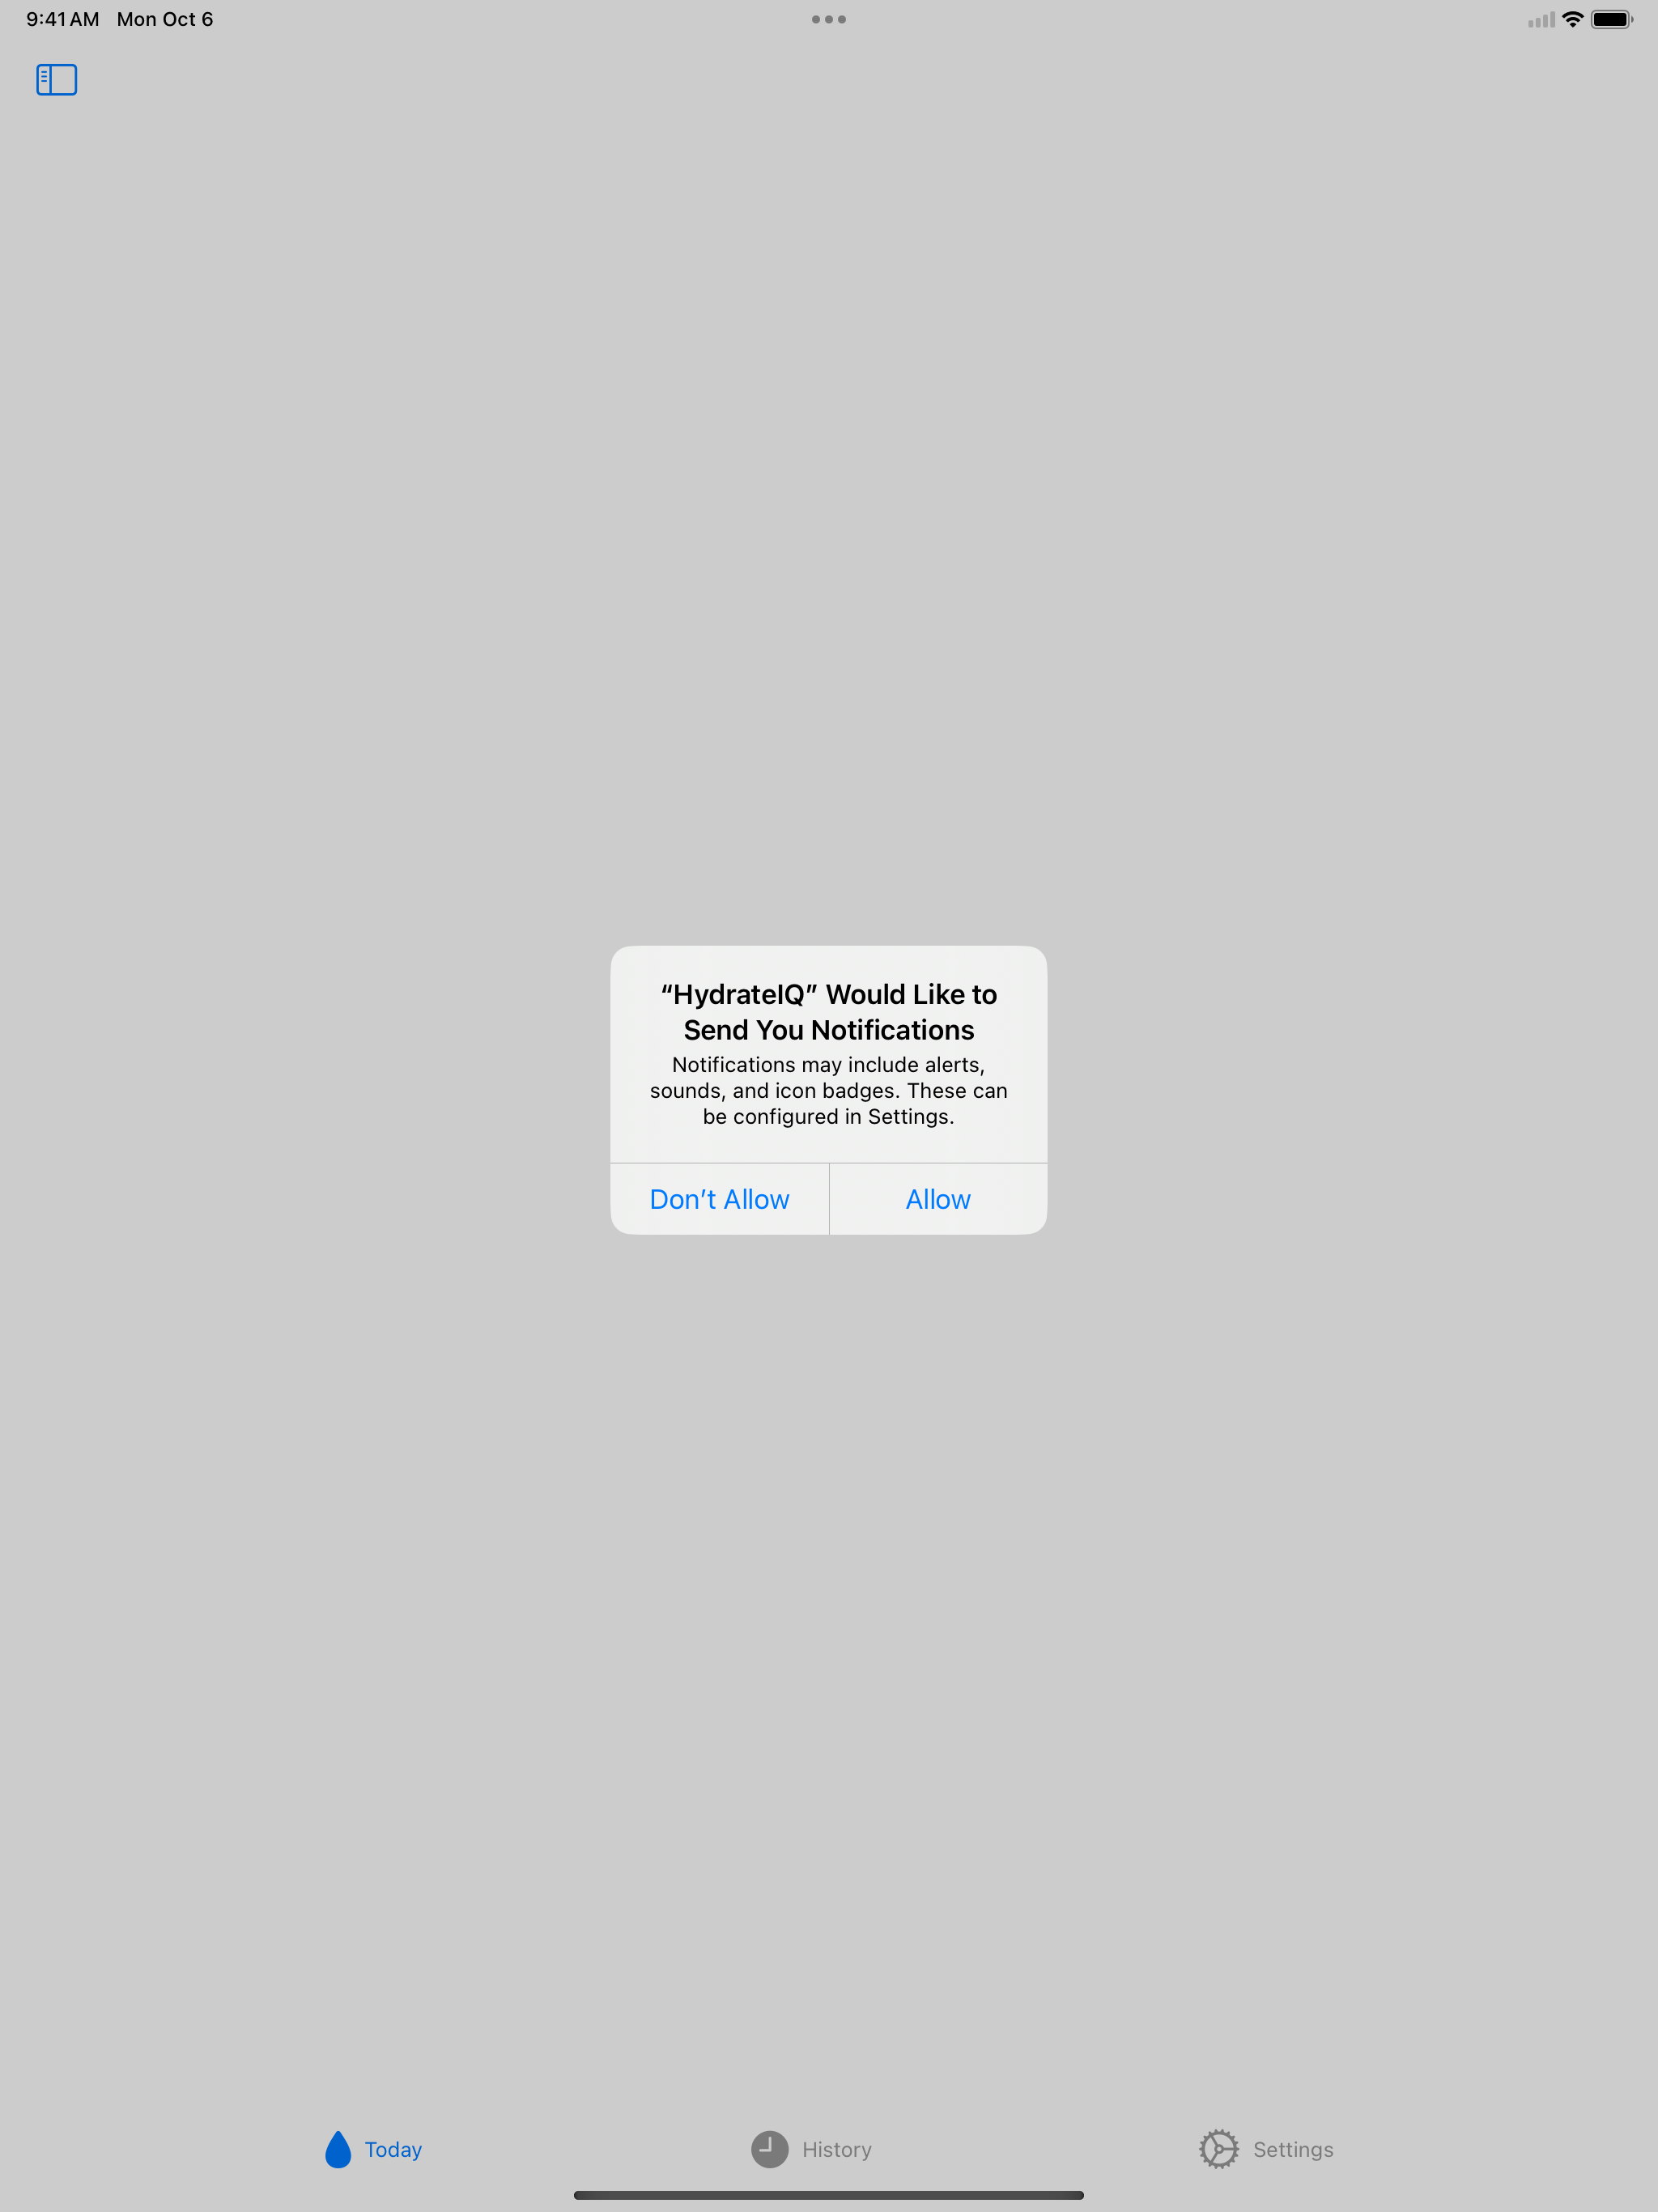 9:41 AM Mon Oct 6
“HydrateIQ” Would Like to
Send You Notifications
Notifications may include alerts,
sounds, and icon badges. These can
be configured in Settings.
Don’t Allow Allow
Today History Settings